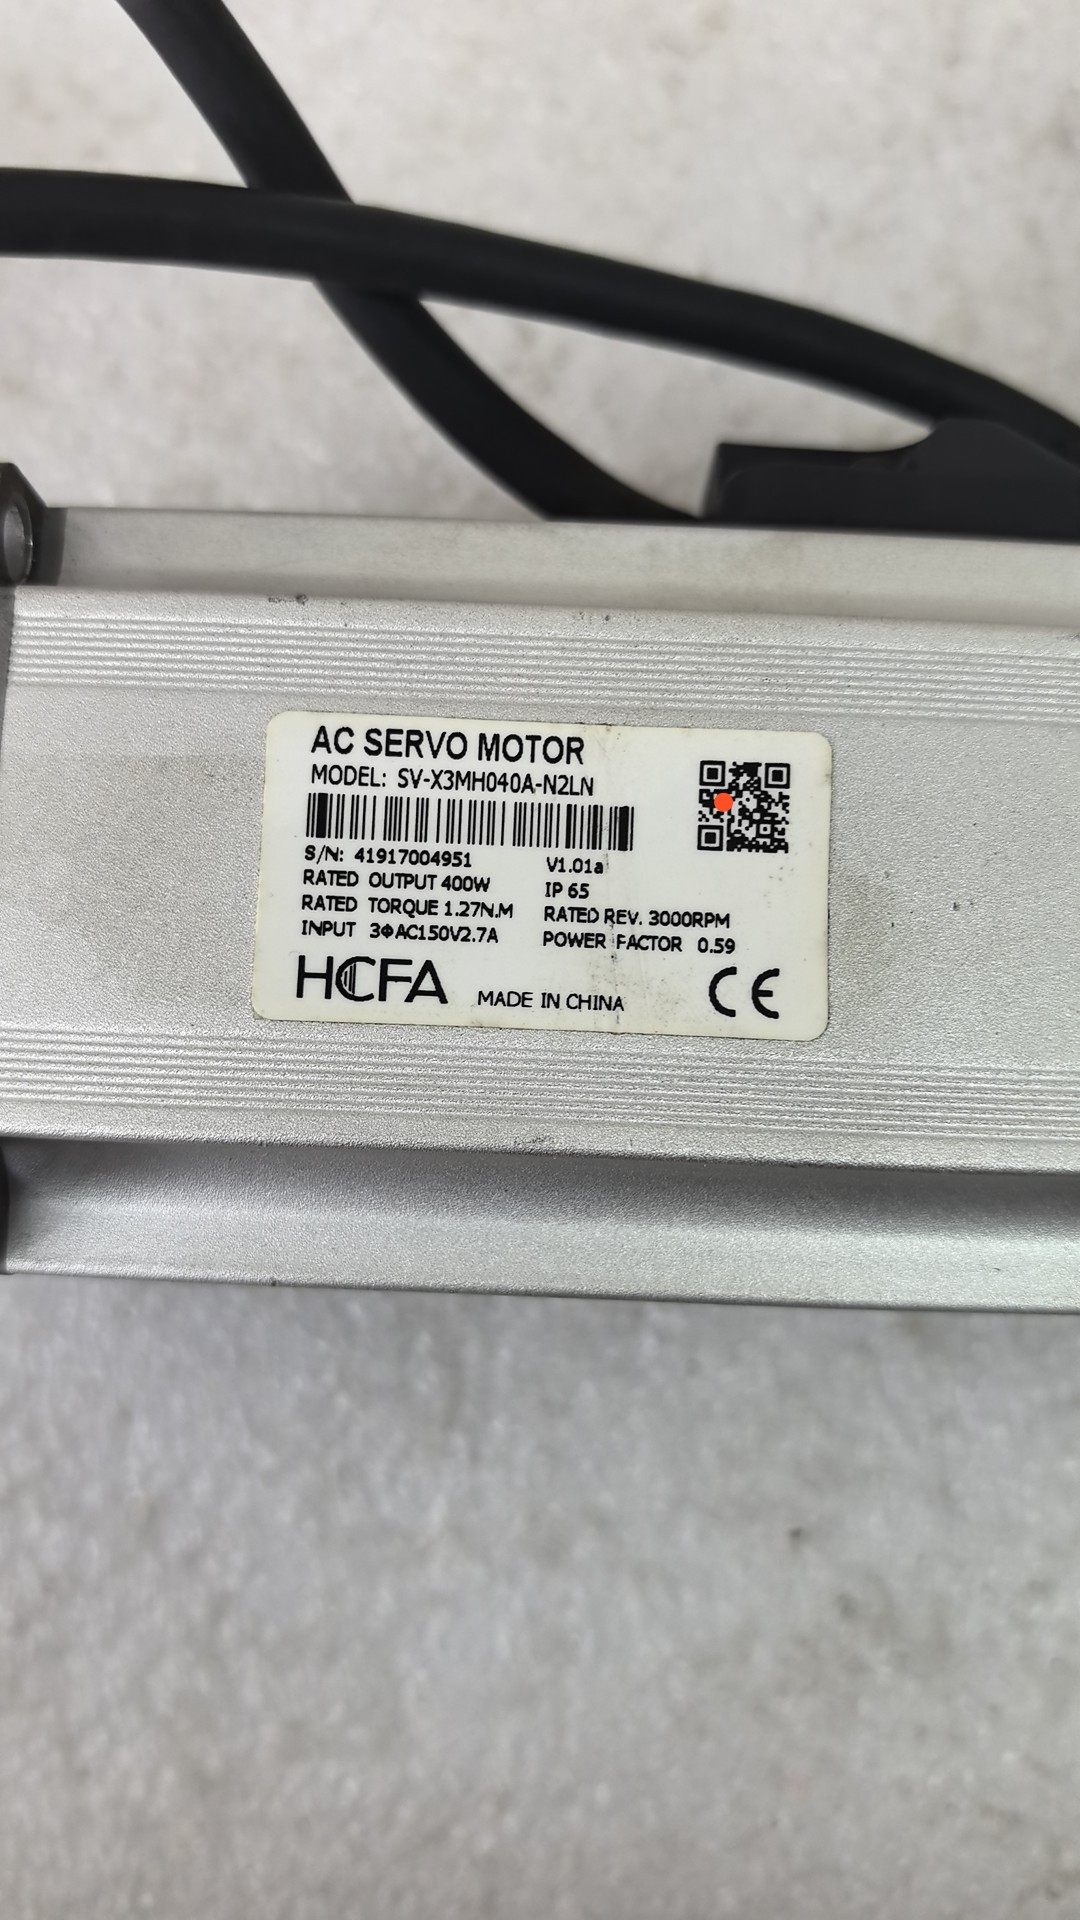 AC SERVO MOTOR
MODEL: SV-X3MH040A-N2LN
S/N: 41917004951 V1.01a
RATED OUTPUT 400W IP 65
RATED TORQUE 1.27N.M RATED REV. 3000RPM
INPUT 3ΦAC150V2.7A POWER FACTOR 0.59
HCFA MADE IN CHINA CE